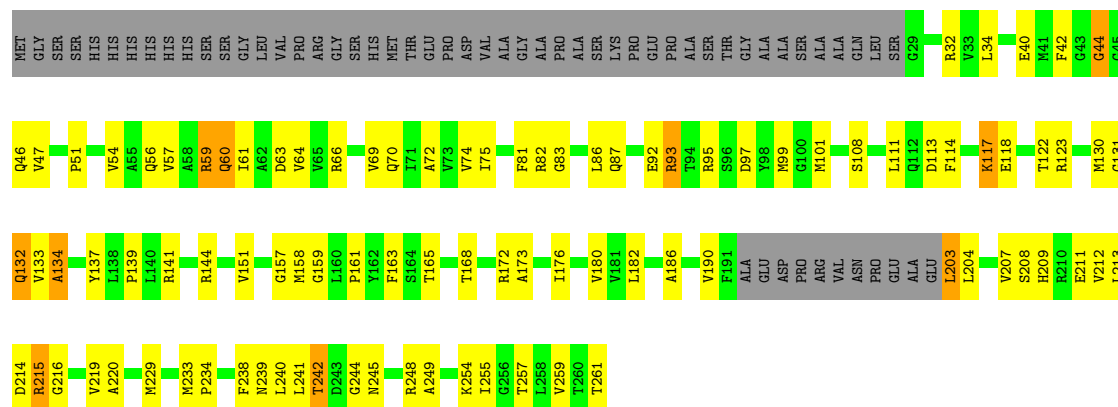 MET GLY SER SER HIS HIS HIS HIS HIS HIS SER SER GLY LEU VAL PRO ARG GLY SER HIS MET THR GLU PRO ASP VAL ALA GLY ALA PRO ALA SER LYS PRO GLU PRO SER THR GLY ALA ALA SER ALA ALA ALA GLN LEU SER G29 R32 V33 L34 E40 M41 F42 G43 G44 G45
Q46 V47 P51 V54 A55 Q56 V57 A58 R59 Q60 I61 A62 D63 V64 V65 R66 V69 Q70 I71 A72 V73 V74 I75 F81 R82 G83 L86 Q87 E92 R93 T94 R95 S96 D97 Y98 M99 G100 M101 S108 L111 Q112 D113 F114 K117 E118 T122 R123 M130 G131
Q132 V133 A134 Y137 L138 P139 L140 R141 R144 V151 G157 M158 G159 L160 P161 Y162 F163 S164 T165 T168 R172 A173 I176 V180 V181 L182 A186 V190 F191 ALA GLU ASP PRO ARG VAL ASN PRO GLU ALA GLU L203 L204 V207 S208 H209 R210 E211 V212 L213
D214 R215 G216 V219 A220 M229 M233 P234 F238 N239 L240 L241 T242 D243 G244 N245 R248 A249 K254 I255 G256 T257 L258 V259 T260 T261